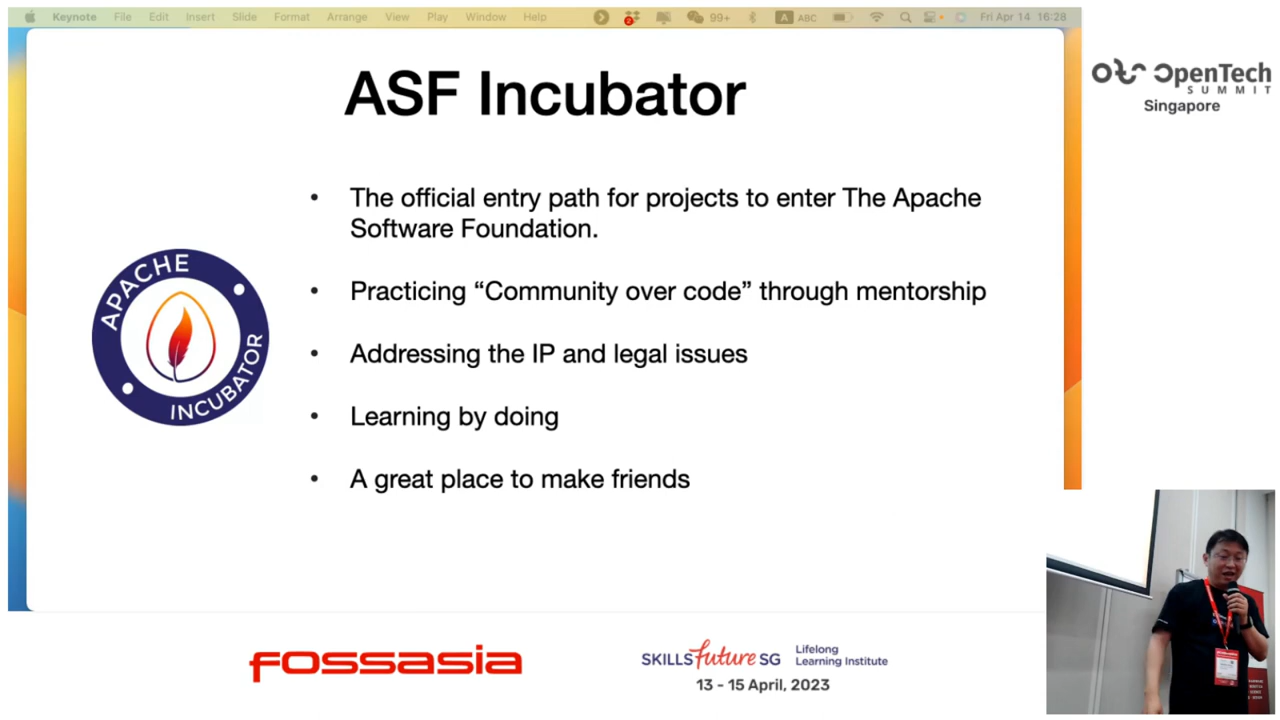 Keynote File Edit Insert Slide Format Arrange View Play Window Help 2 99+ A ABC Fri Apr 14 16:28
OpenTech
SUMMIT
Singapore
ASF Incubator
• The official entry path for projects to enter The Apache
Software Foundation.
• Practicing “Community over code” through mentorship
• Addressing the IP and legal issues
• Learning by doing
• A great place to make friends
APACHE
INCUBATOR
fossasia
SKILLSfuture SG
Lifelong
Learning Institute
13 - 15 April, 2023